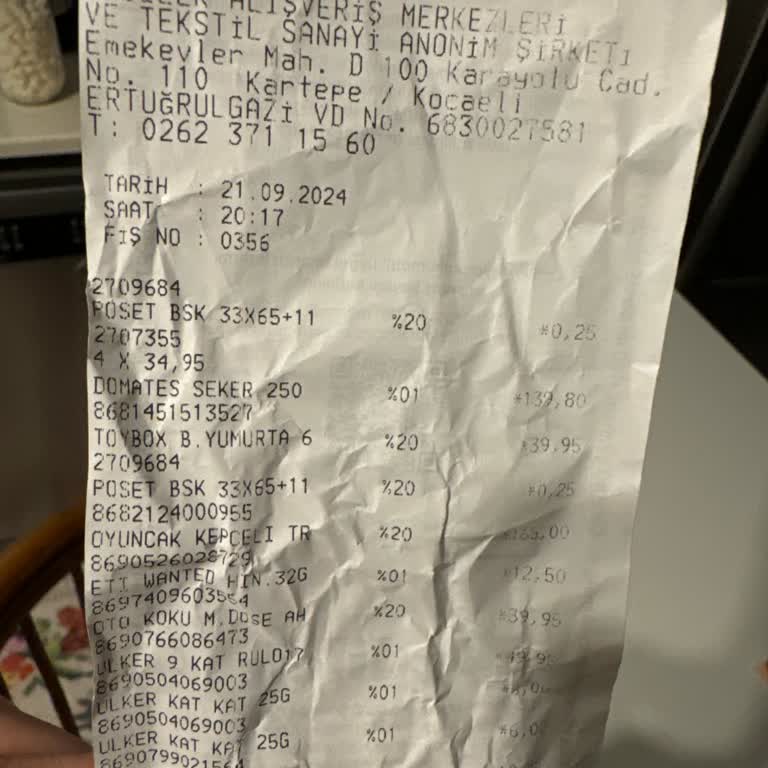 ALIŞVERİŞ MERKEZLERİ
VE TEKSTİL SANAYİ ANONİM ŞİRKETİ
Emekevler Mah. D 100 Karayolu Cad.
No. 110 Kartepe / Kocaeli
ERTUĞRULGAZİ VD No. 6830027581
T: 0262 371 15 60
TARİH : 21.09.2024
SAAT : 20:17
FİŞ NO : 0356
2709684
POSET BSK 33X65+11 %20 *0,25
2707355
4 X 34,95
DOMATES SEKER 250 %01 *139,80
8681451513527
TOYBOX B.YUMURTA 6 %20 *39,95
2709684
POSET BSK 33X65+11 %20 *0,25
8682124000955
OYUNCAK KEPCELI TR %20
8690526028729
ETI WANTED HIN.32G %01 *12,50
8697409603554
OTO KOKU M.DOSE AH %20 *39,95
8690766086473
ULKER 9 KAT RULO17 %01
8690504069003
ULKER KAT KAT 25G %01
8690504069003
ULKER KAT KAT 25G %01
8690799021564